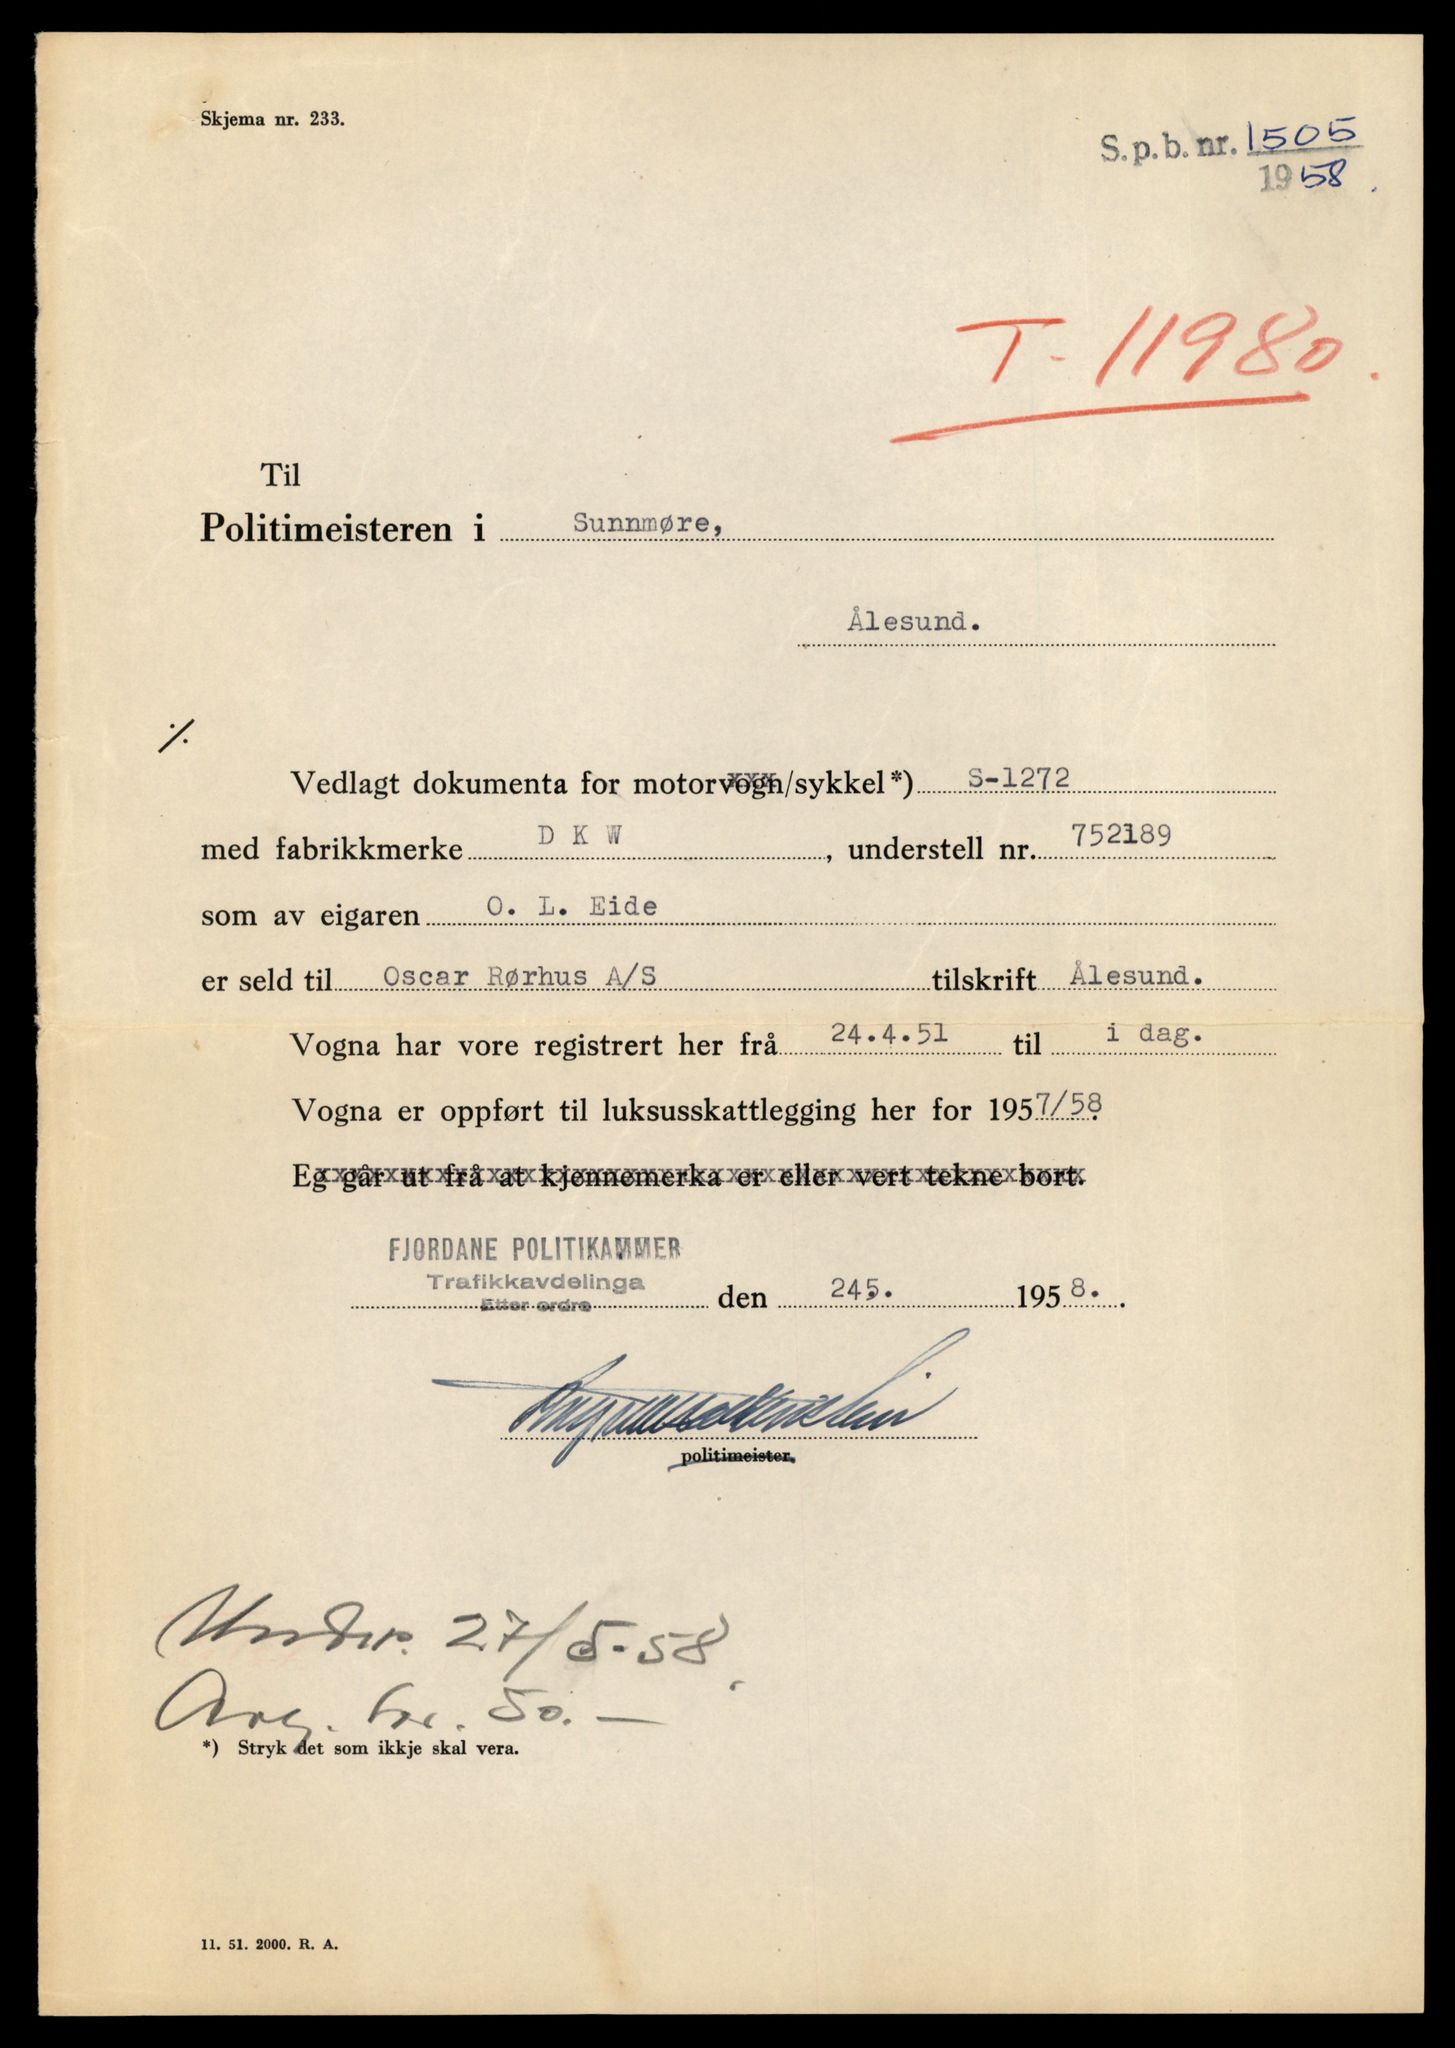 Skjema nr. 233.
S.p.b. nr. 1505
1958.
T-11980.
Til
Politimeisteren i Sunnmøre,
Ålesund.
./.
Vedlagt dokumenta for motorvogn/sykkel*) S-1272
med fabrikkmerke D K W , understell nr. 752189
som av eigaren O. L. Eide
er seld til Oscar Rørhus A/S tilskrift Ålesund.
Vogna har vore registrert her frå 24.4.51 til i dag.
Vogna er oppført til luksusskattlegging her for 1957/58.
Eg går ut frå at kjennemerka er eller vert tekne bort.
FJORDANE POLITIKAMMER
Trafikkavdelinga
Etter ordre den 245. 1958. .
politimeister.
27/5-58.
Avg. kr. 50.—
*) Stryk det som ikkje skal vera.
11. 51. 2000. R. A.